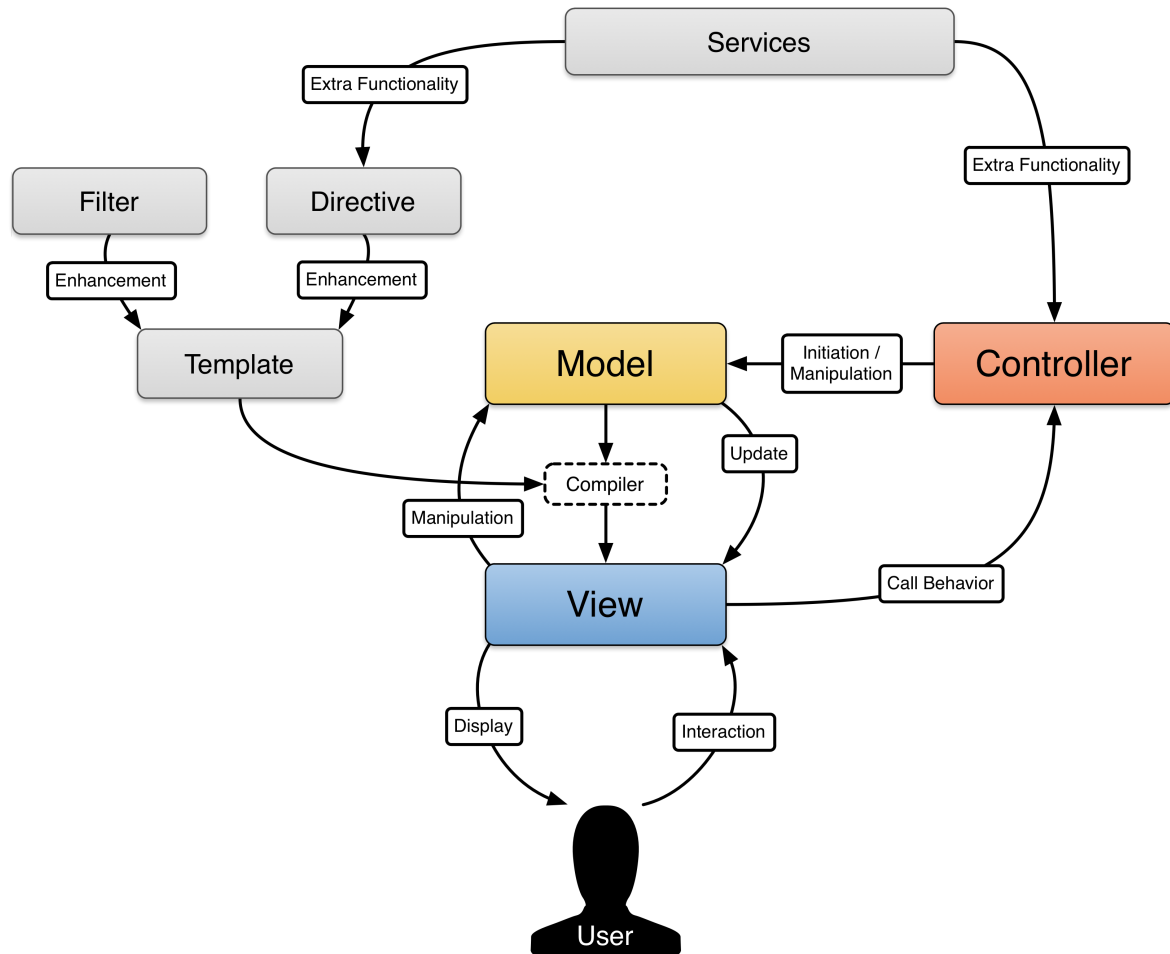 Services
Extra Functionality
Extra Functionality
Filter
Directive
Enhancement
Enhancement
Template
Model
Initiation /
Manipulation
Controller
Update
Compiler
Manipulation
View
Call Behavior
Display
Interaction
User